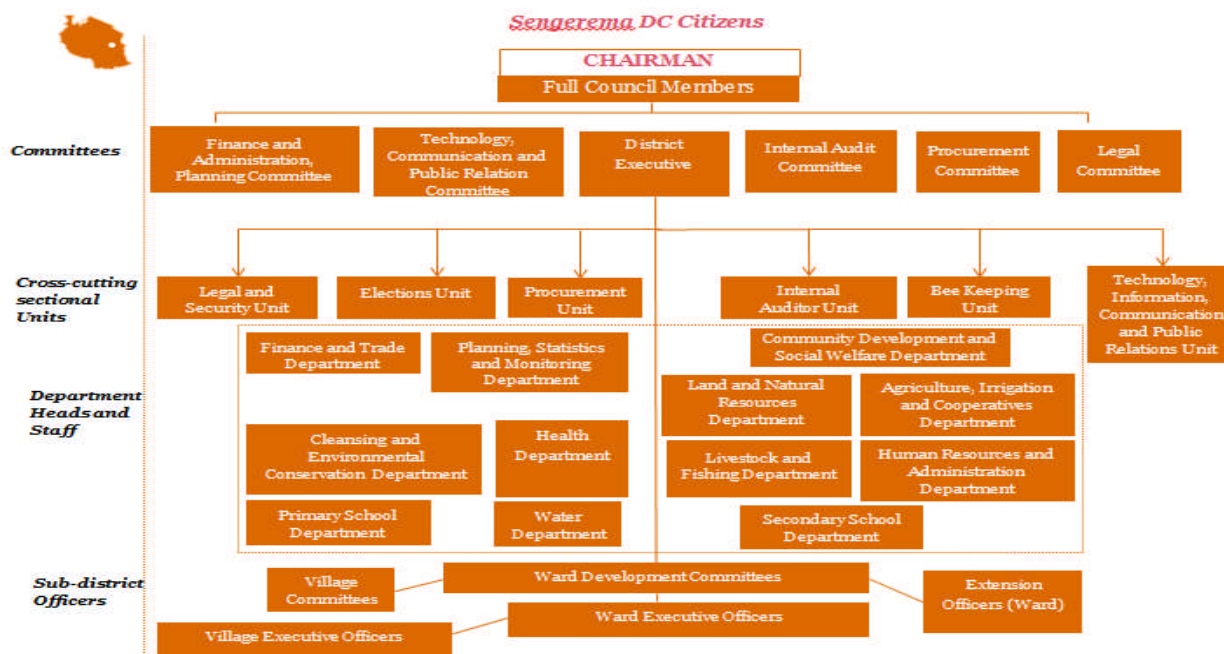 Sengerema DC Citizens
CHAIRMAN
Full Council Members
Committees
Finance and
Administration,
Planning Committee
Technology,
Communication and
Public Relation
Committee
District
Executive
Internal Audit
Committee
Procurement
Committee
Legal
Committee
Cross-cutting
sectional
Units
Legal and
Security Unit
Elections Unit
Procurement
Unit
Internal
Auditor Unit
Bee Keeping
Unit
Technology,
Information,
Communication
and Public
Relations Unit
Department
Heads and
Staff
Finance and Trade
Department
Planning, Statistics
and Monitoring
Department
Community Development and
Social Welfare Department
Land and Natural
Resources
Department
Agriculture, Irrigation
and Cooperatives
Department
Cleansing and
Environmental
Conservation Department
Health
Department
Livestock and
Fishing Department
Human Resources and
Administration
Department
Primary School
Department
Water
Department
Secondary School
Department
Sub-district
Officers
Village
Committees
Ward Development Committees
Extension
Officers (Ward)
Ward Executive Officers
Village Executive Officers